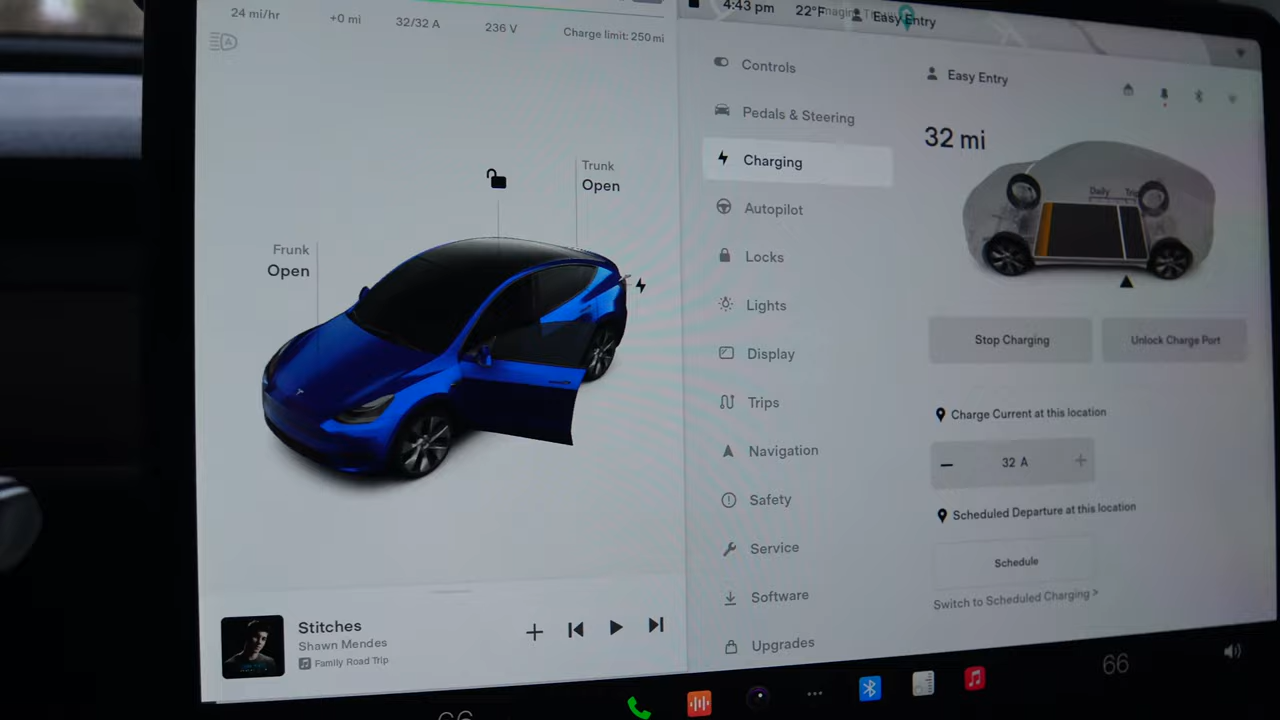 24 mi/hr
+0 mi
32/32 A
236 V
Charge limit: 250 mi
Trunk
Open
Frunk
Open
Stitches
Shawn Mendes
Family Road Trip
4:43 pm
22°F
Easy Entry
Controls
Pedals & Steering
Charging
Autopilot
Locks
Lights
Display
Trips
Navigation
Safety
Service
Software
Upgrades
Easy Entry
32 mi
Daily
Stop Charging
Unlock Charge Port
Charge Current at this location
32 A
Scheduled Departure at this location
Schedule
Switch to Scheduled Charging >
66